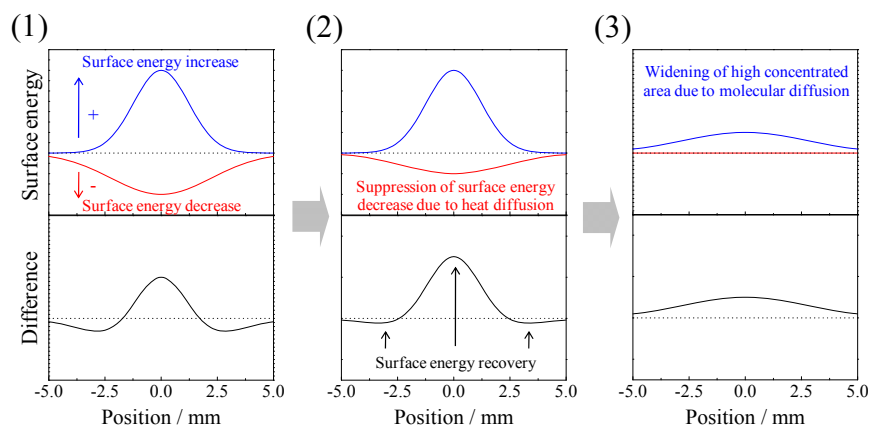 (1)
(2)
(3)
Surface energy
Surface energy increase
+
-
Surface energy decrease
Suppression of surface energy
decrease due to heat diffusion
Widening of high concentrated
area due to molecular diffusion
Difference
Surface energy recovery
-5.0 -2.5 0.0 2.5 5.0
-5.0 -2.5 0.0 2.5 5.0
-5.0 -2.5 0.0 2.5 5.0
Position / mm
Position / mm
Position / mm